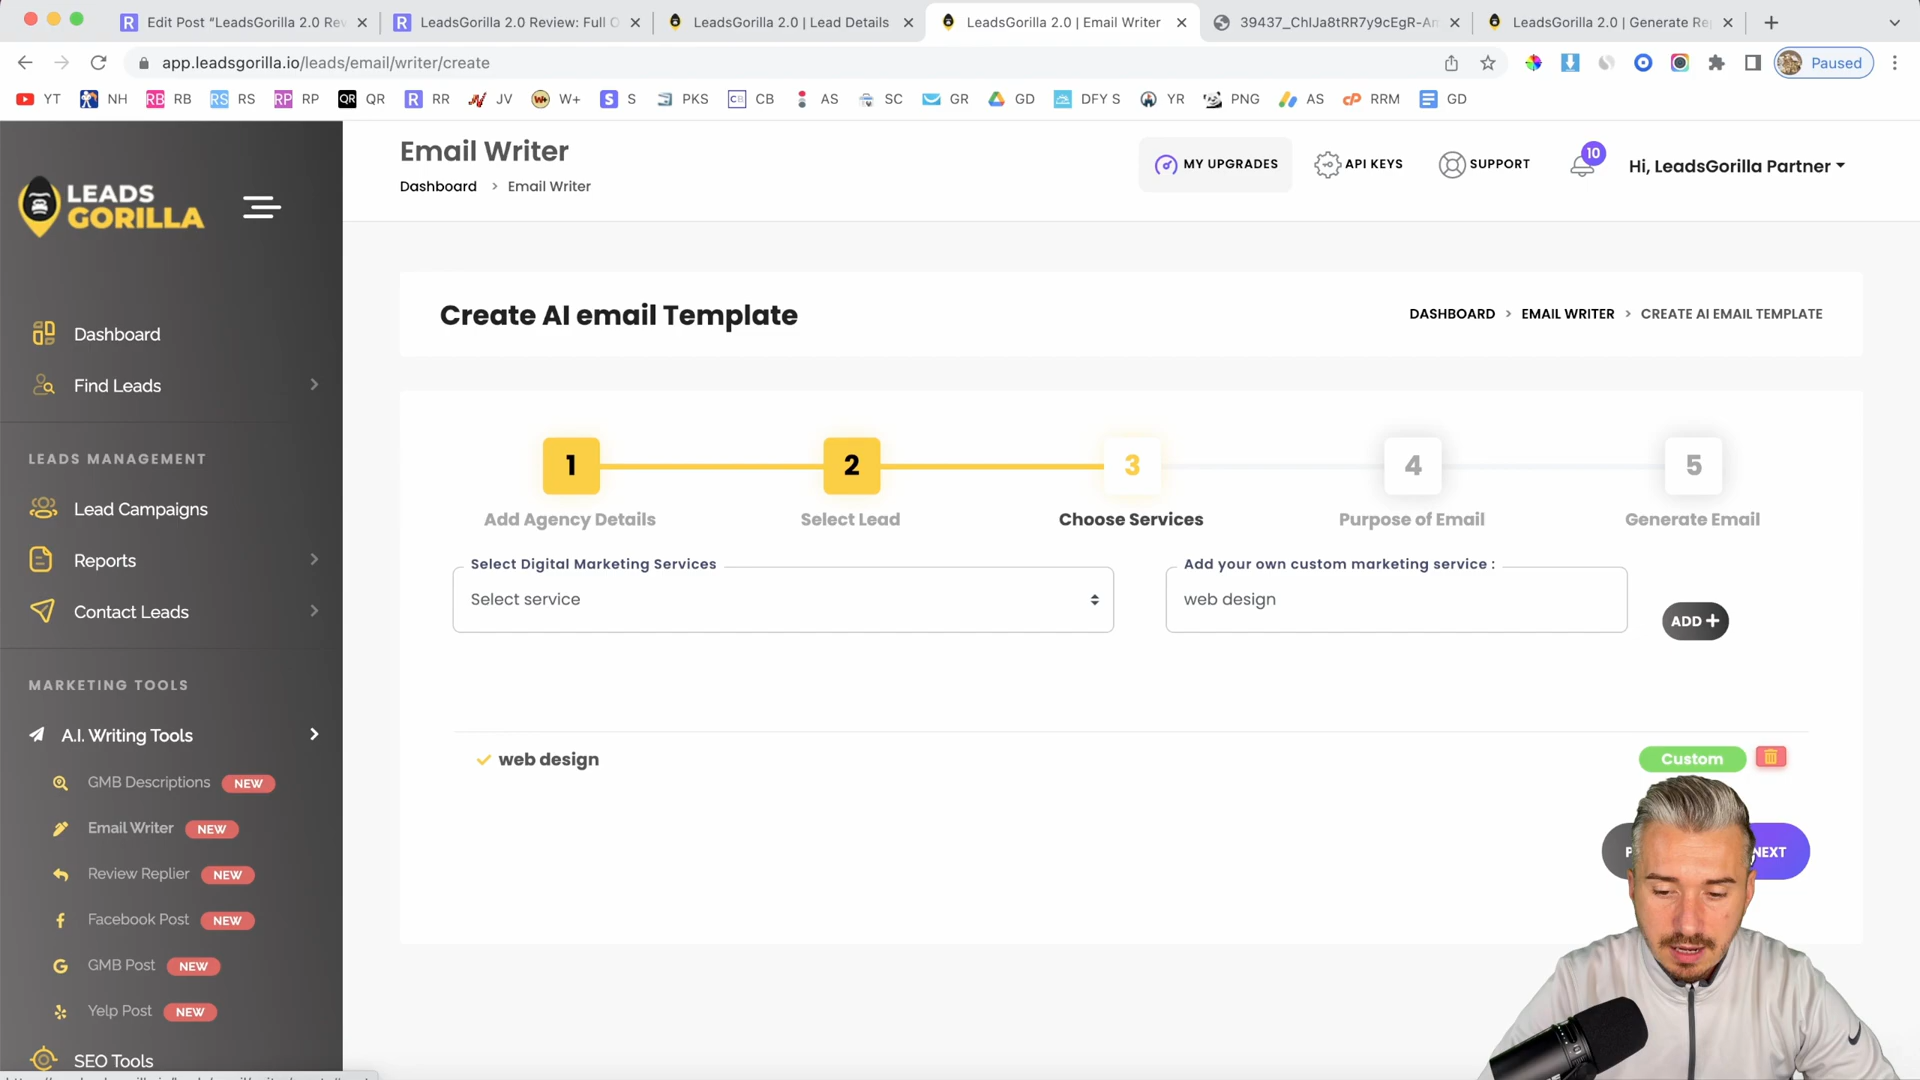 Edit Post “LeadsGorilla 2.0 Rev
LeadsGorilla 2.0 Review: Full O
LeadsGorilla 2.0 | Lead Details
LeadsGorilla 2.0 | Email Writer
39437_ChIJa8tRR7y9cEgR-Am
LeadsGorilla 2.0 | Generate Re
app.leadsgorilla.io/leads/email/writer/create
Paused
YT
NH
RB RB
RS RS
RP RP
QR QR
R RR
JV
W+
S S
PKS
CB CB
AS
SC
GR
GD
DFY S
YR
PNG
AS
RRM
GD
LEADS
GORILLA
Email Writer
Dashboard > Email Writer
MY UPGRADES
API KEYS
SUPPORT
10
Hi, LeadsGorilla Partner
Dashboard
Find Leads
LEADS MANAGEMENT
Lead Campaigns
Reports
Contact Leads
MARKETING TOOLS
A.I. Writing Tools
GMB Descriptions NEW
Email Writer NEW
Review Replier NEW
Facebook Post NEW
GMB Post NEW
Yelp Post NEW
SEO Tools
Create AI email Template
DASHBOARD > EMAIL WRITER > CREATE AI EMAIL TEMPLATE
1 2 3 4 5
Add Agency Details
Select Lead
Choose Services
Purpose of Email
Generate Email
Select Digital Marketing Services
Select service
Add your own custom marketing service :
web design
ADD +
web design
Custom
NEXT